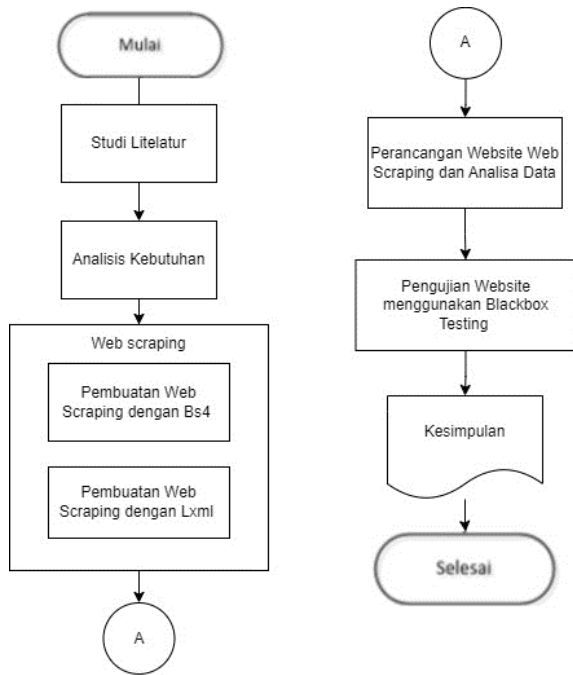 Mulai
Studi Litelatur
Analisis Kebutuhan
Web scraping
Pembuatan Web
Scraping dengan Bs4
Pembuatan Web
Scraping dengan Lxml
A
A
Perancangan Website Web
Scraping dan Analisa Data
Pengujian Website
menggunakan Blackbox
Testing
Kesimpulan
Selesai